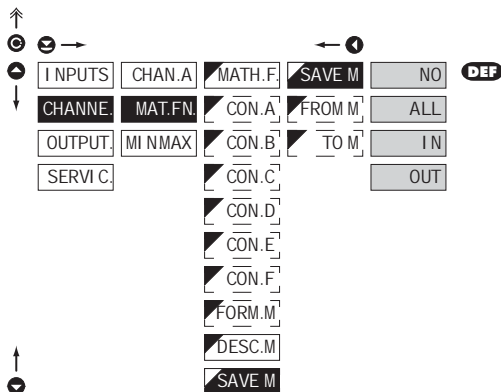 INPUTS CHAN.A MATH.F. SAVE M NO DEF
CHANNE. MAT.FN. CON.A FROM M ALL
OUTPUT. MINMAX CON.B TO M IN
SERVIC. CON.C OUT
CON.D
CON.E
CON.F
FORM.M
DESC.M
SAVE M